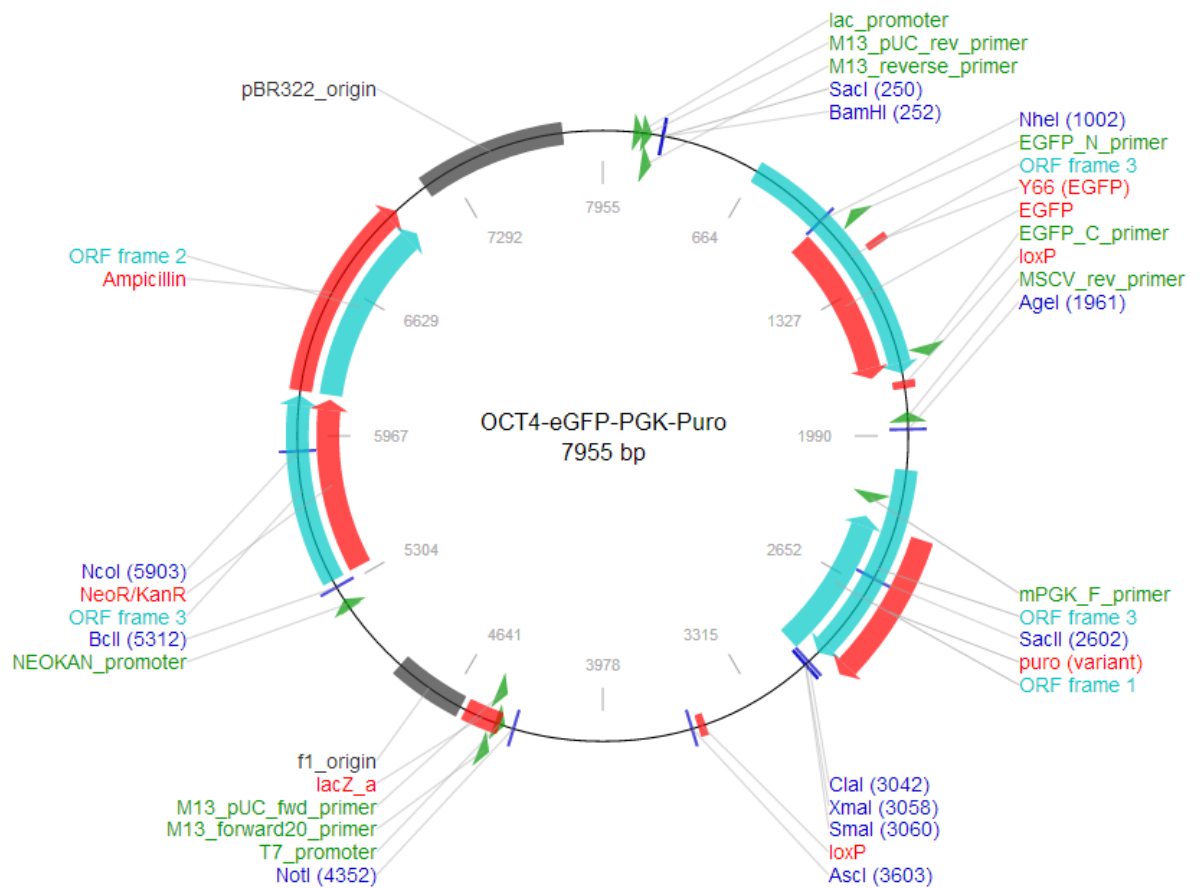 lac_promoter
M13_pUC_rev_primer
M13_reverse_primer
SacI (250)
BamHI (252)
pBR322_origin
NheI (1002)
EGFP_N_primer
ORF frame 3
Y66 (EGFP)
EGFP
EGFP_C_primer
loxP
MSCV_rev_primer
AgeI (1961)
7955
7292
664
ORF frame 2
Ampicillin
6629
1327
OCT4-eGFP-PGK-Puro
7955 bp
5967
1990
5304
2652
4641
3315
3978
NcoI (5903)
NeoR/KanR
ORF frame 3
BclI (5312)
NEOKAN_promoter
mPGK_F_primer
ORF frame 3
SacII (2602)
puro (variant)
ORF frame 1
f1_origin
lacZ_a
M13_pUC_fwd_primer
M13_forward20_primer
T7_promoter
NotI (4352)
ClaI (3042)
XmaI (3058)
SmaI (3060)
loxP
AscI (3603)